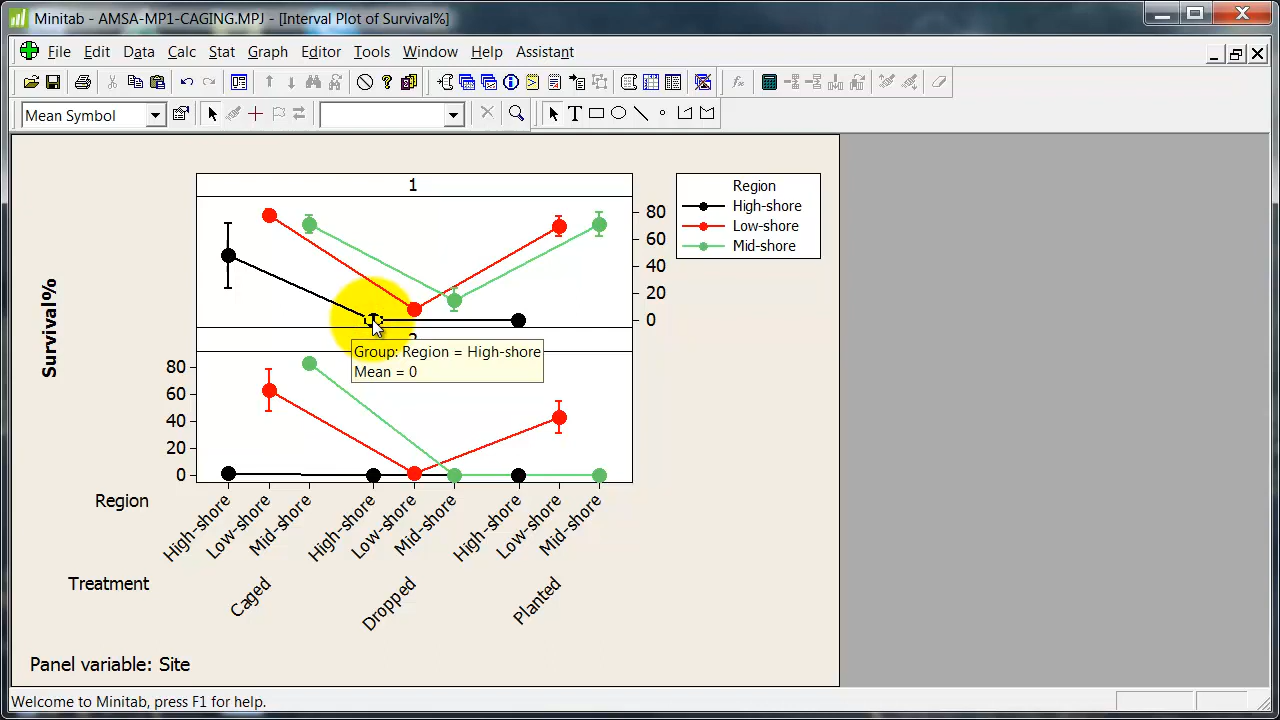 Minitab - AMSA-MP1-CAGING.MPJ - [Interval Plot of Survival%]
File Edit Data Calc Stat Graph Editor Tools Window Help Assistant
Mean Symbol
1
Region
High-shore
Low-shore
Mid-shore
80
60
40
20
0
Survival%
Group: Region = High-shore
Mean = 0
80
60
40
20
0
Region
High-shore Low-shore Mid-shore High-shore Low-shore Mid-shore High-shore Low-shore Mid-shore
Treatment
Caged Dropped Planted
Panel variable: Site
Welcome to Minitab, press F1 for help.